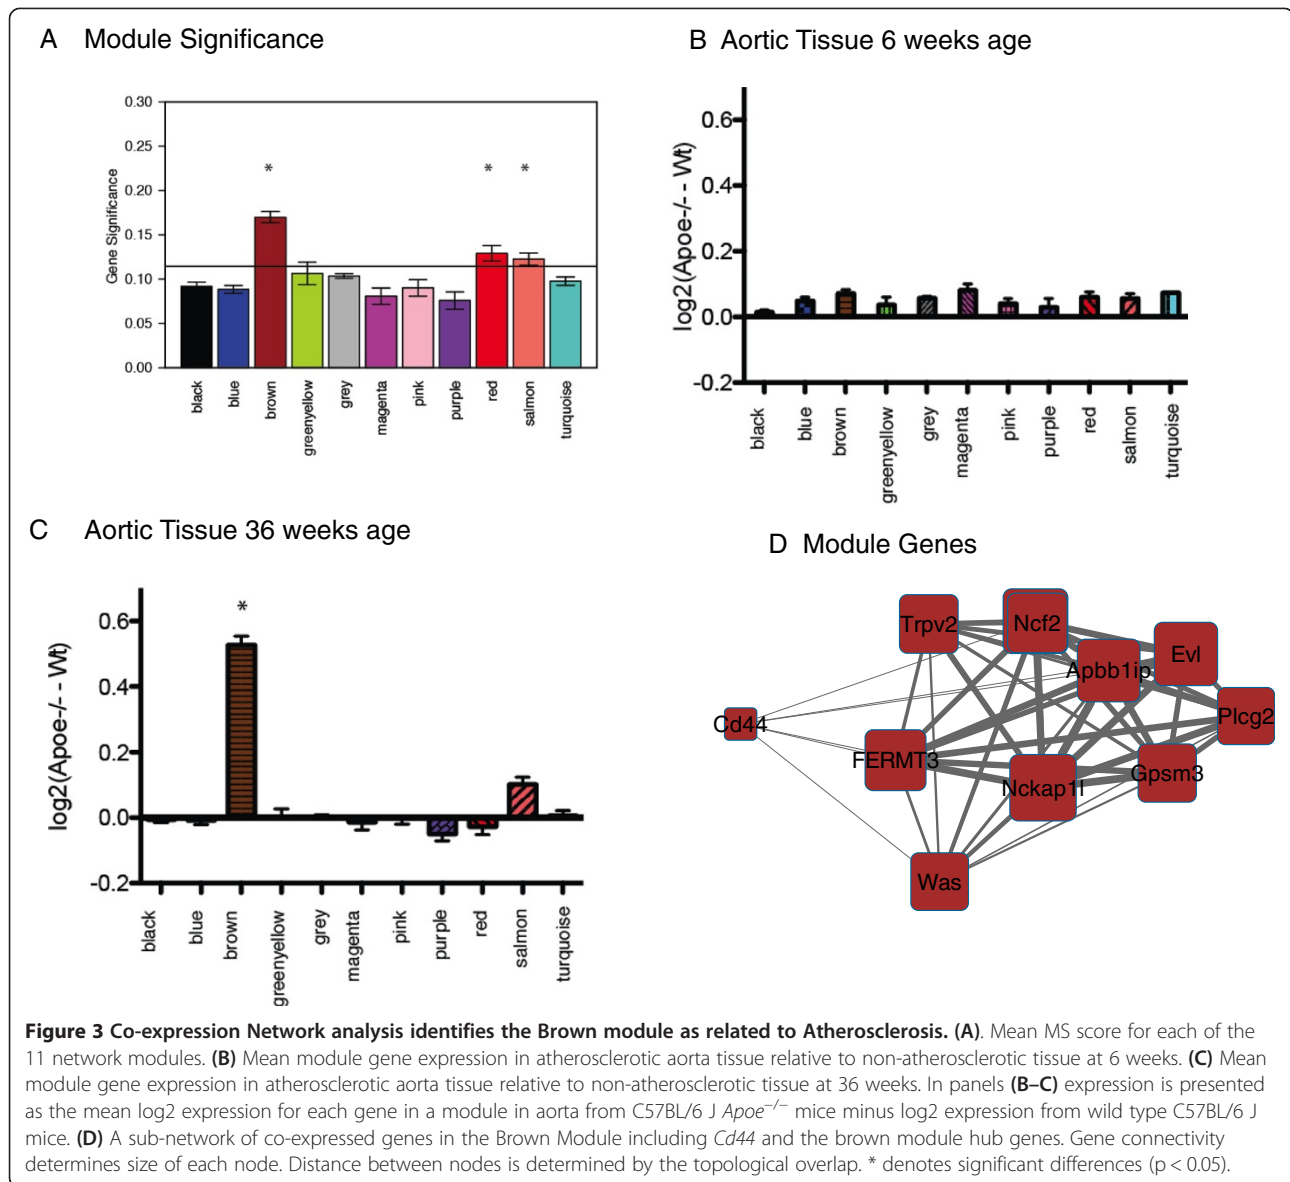 A Module Significance
Gene Significance
0.30
0.25
0.20
0.15
0.10
0.05
0.00
* * *
black
blue
brown
greenyellow
grey
magenta
pink
purple
red
salmon
turquoise
B Aortic Tissue 6 weeks age
log2(Apoe-/- - Wt)
0.6
0.4
0.2
0.0
-0.2
black
blue
brown
greenyellow
grey
magenta
pink
purple
red
salmon
turquoise
C Aortic Tissue 36 weeks age
log2(Apoe-/- - Wt)
0.6
0.4
0.2
0.0
-0.2
*
black
blue
brown
greenyellow
grey
magenta
pink
purple
red
salmon
turquoise
D Module Genes
Trpv2
Ncf2
Evl
Apbb1ip
Cd44
Plcg2
FERMT3
Nckap1l
Gpsm3
Was
Figure 3 Co-expression Network analysis identifies the Brown module as related to Atherosclerosis. (A). Mean MS score for each of the
11 network modules. (B) Mean module gene expression in atherosclerotic aorta tissue relative to non-atherosclerotic tissue at 6 weeks. (C) Mean
module gene expression in atherosclerotic aorta tissue relative to non-atherosclerotic tissue at 36 weeks. In panels (B–C) expression is presented
as the mean log2 expression for each gene in a module in aorta from C57BL/6 J Apoe−/− mice minus log2 expression from wild type C57BL/6 J
mice. (D) A sub-network of co-expressed genes in the Brown Module including Cd44 and the brown module hub genes. Gene connectivity
determines size of each node. Distance between nodes is determined by the topological overlap. * denotes significant differences (p < 0.05).